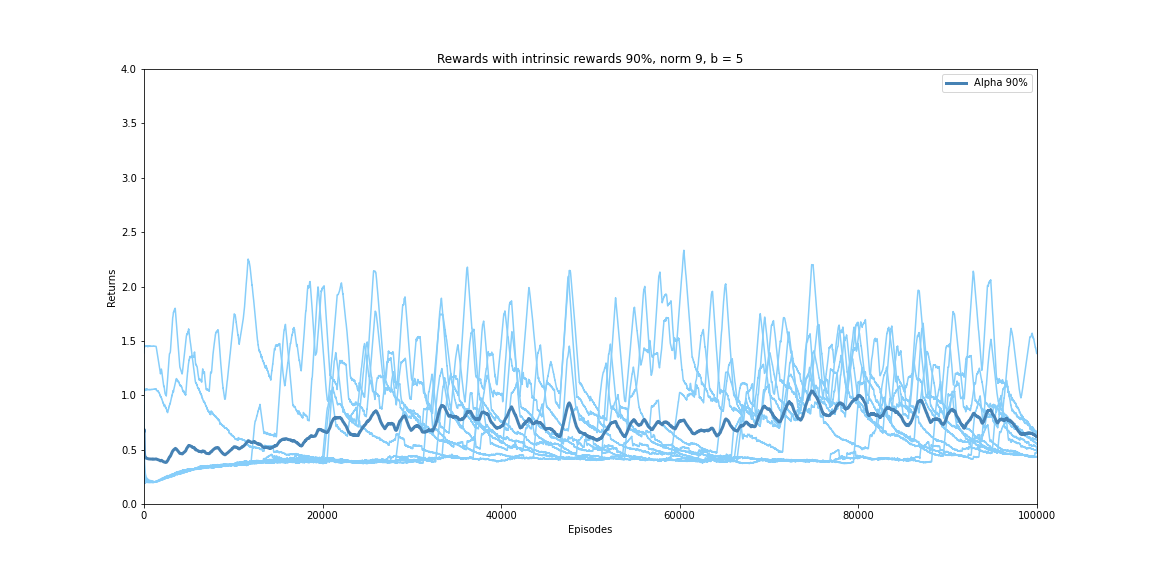 Rewards with intrinsic rewards 90%, norm 9, b = 5
Alpha 90%
4.0
3.5
3.0
2.5
2.0
1.5
1.0
0.5
0.0
Returns
0 20000 40000 60000 80000 100000
Episodes